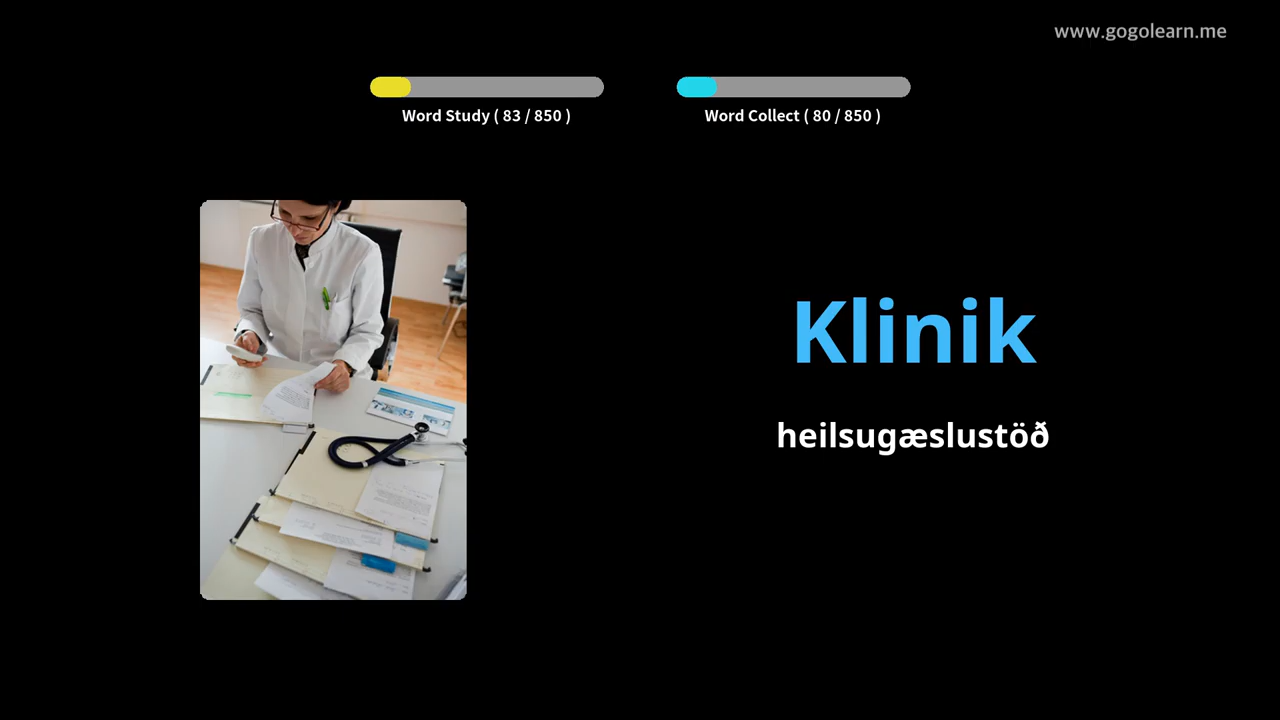 www.gogolearn.me
Word Study ( 83 / 850 )
Word Collect ( 80 / 850 )
Klinik
heilsugæslustöð